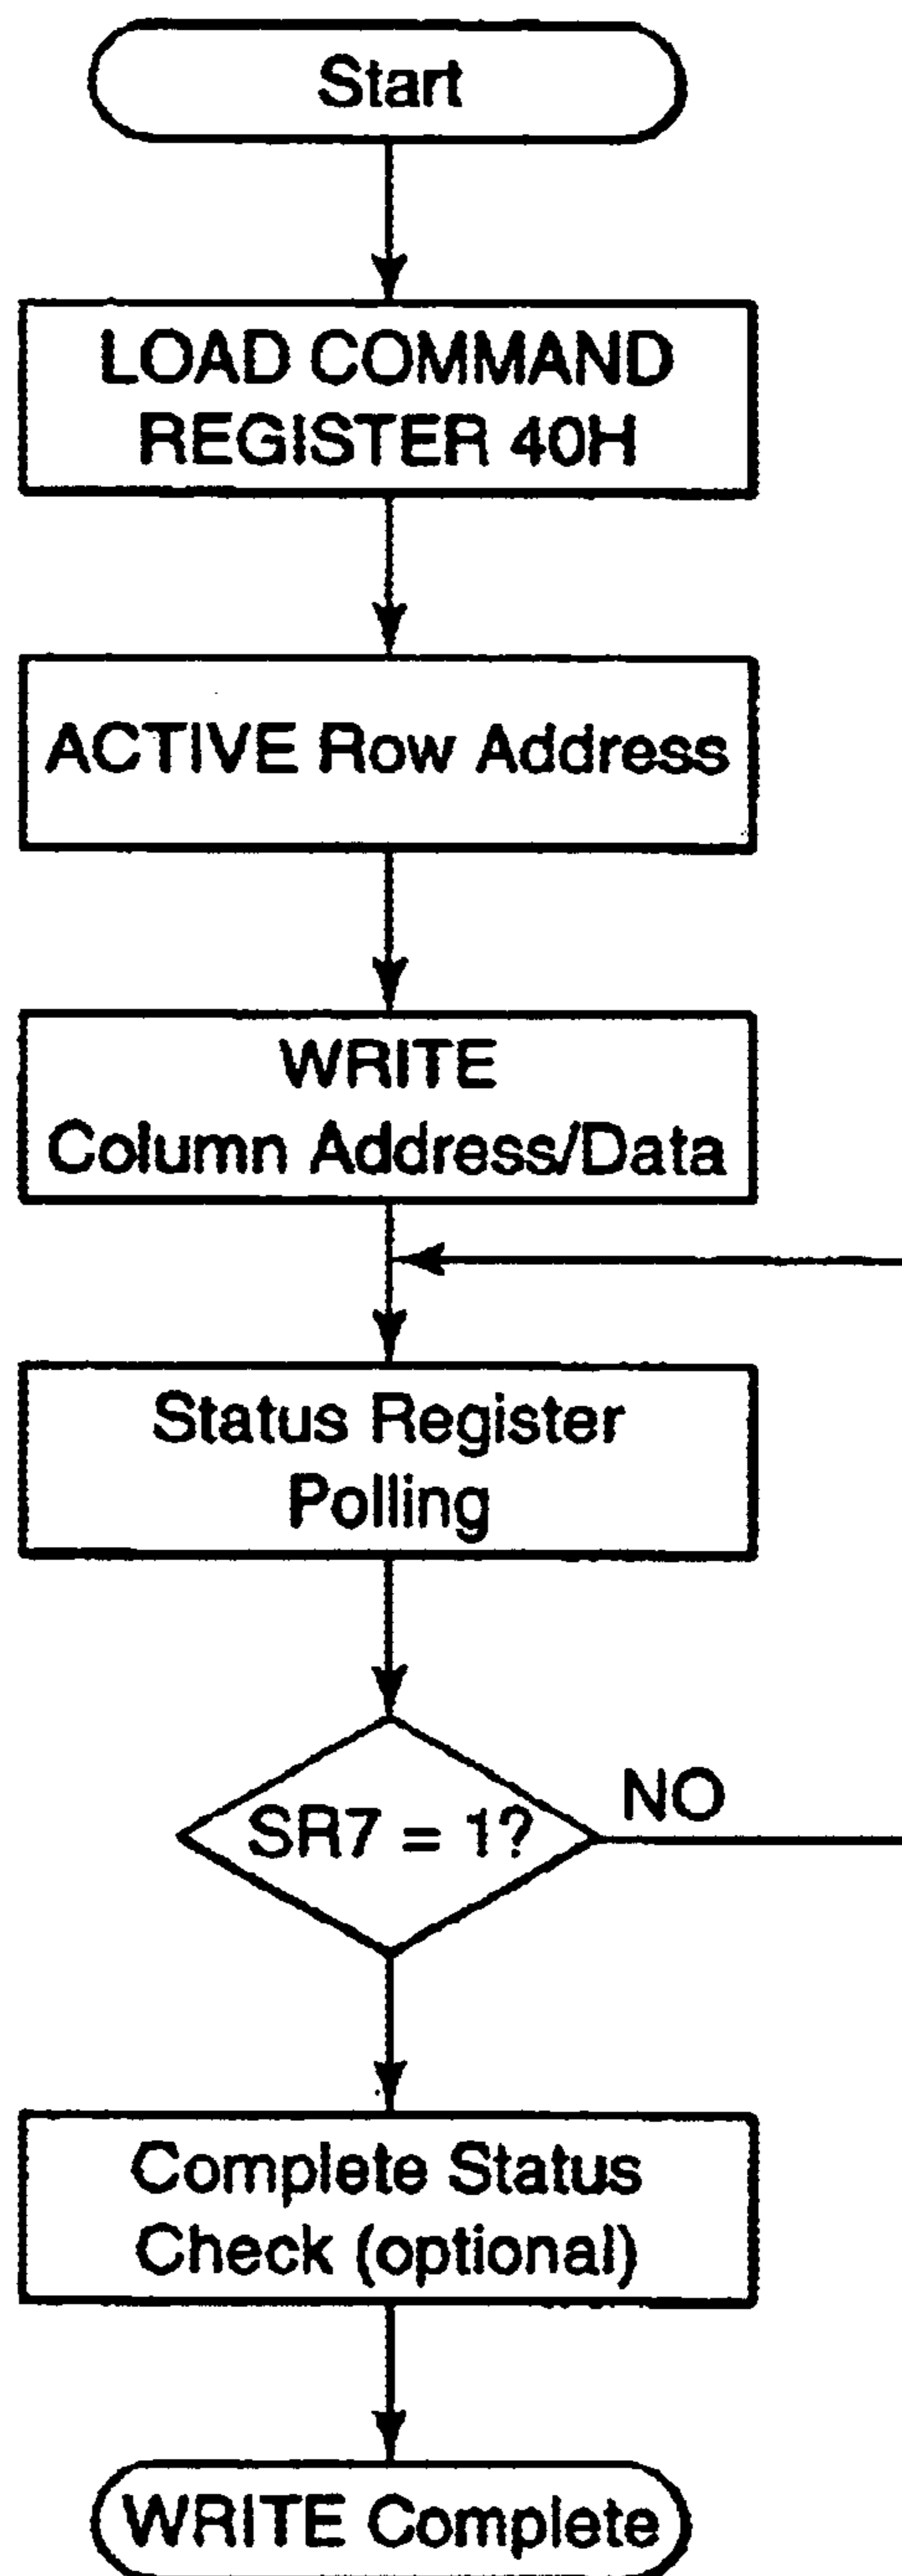 Start
LOAD COMMAND
REGISTER 40H
ACTIVE Row Address
WRITE
Column Address/Data
Status Register
Polling
SR7 = 1?
NO
Complete Status
Check (optional)
WRITE Complete